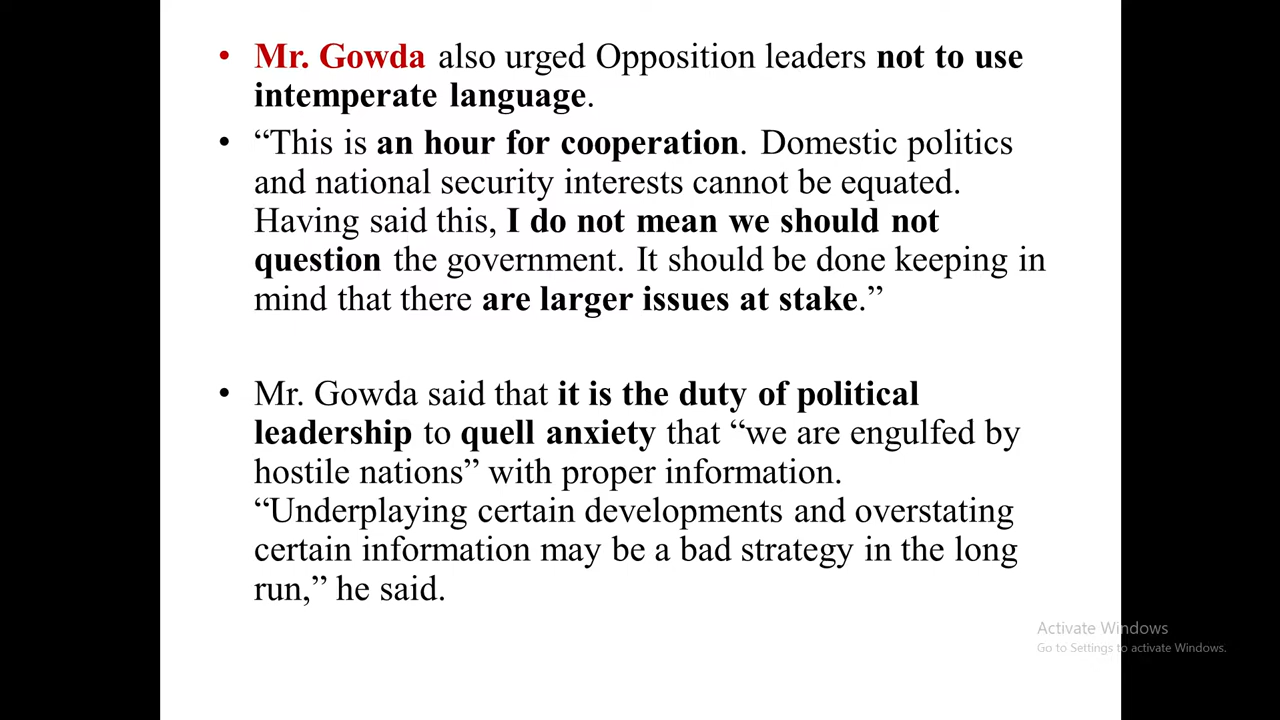 • Mr. Gowda also urged Opposition leaders not to use
intemperate language.
• “This is an hour for cooperation. Domestic politics
and national security interests cannot be equated.
Having said this, I do not mean we should not
question the government. It should be done keeping in
mind that there are larger issues at stake.”
• Mr. Gowda said that it is the duty of political
leadership to quell anxiety that “we are engulfed by
hostile nations” with proper information.
“Underplaying certain developments and overstating
certain information may be a bad strategy in the long
run,” he said.
Activate Windows
Go to Settings to activate Windows.